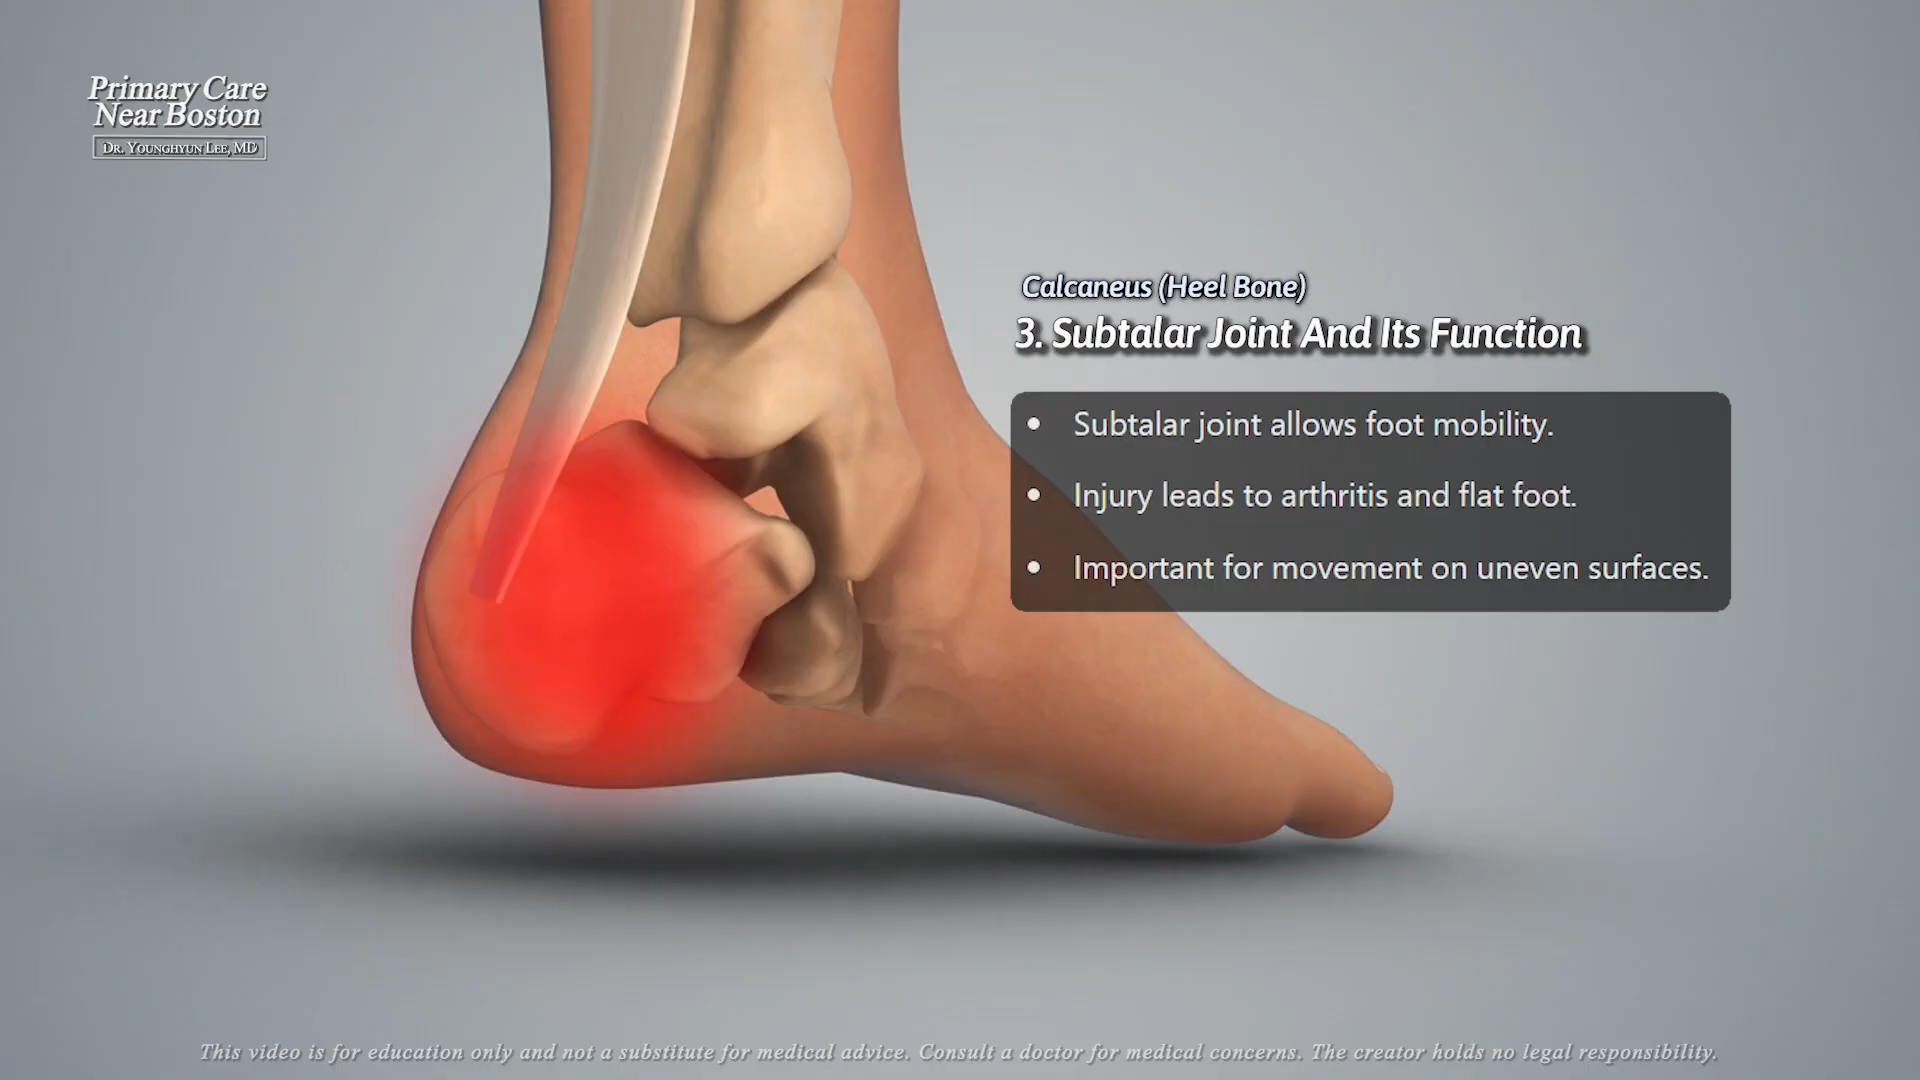 Primary Care
Near Boston
Dr. Younghyun Lee, MD
Calcaneus (Heel Bone)
3. Subtalar Joint And Its Function
• Subtalar joint allows foot mobility.
• Injury leads to arthritis and flat foot.
• Important for movement on uneven surfaces.
This video is for education only and not a substitute for medical advice. Consult a doctor for medical concerns. The creator holds no legal responsibility.